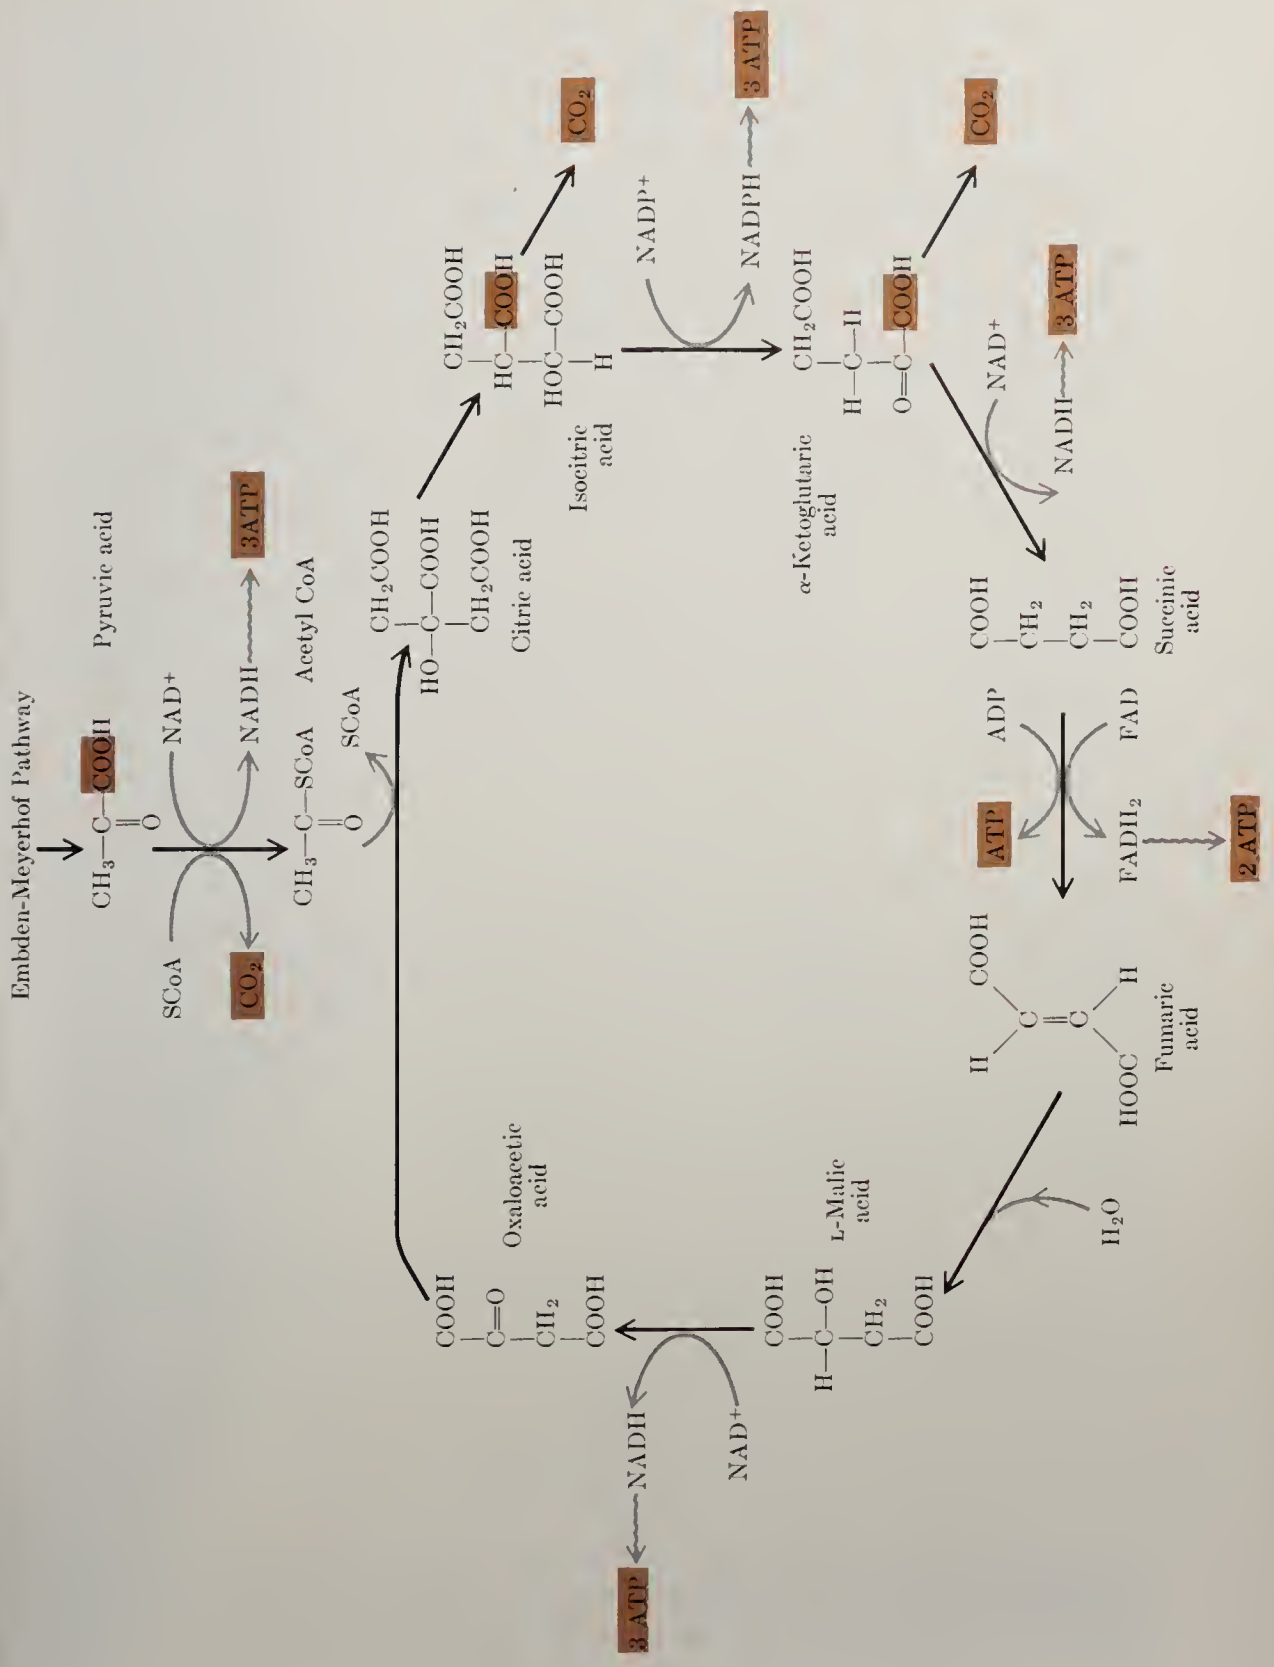 Embden-Meyerhof Pathway
CH₃—C—COOH Pyruvic acid
O
SCoA
NAD+
CO₂
NADH
3ATP
CH₃—C—SCoA Acetyl CoA
O
SCoA
CH₂COOH
HO—C—COOH
CH₂COOH
Citric acid
CH₂COOH
HC—COOH
HOC—COOH
H
Isocitric
acid
CO₂
NADP+
NADPH
3 ATP
CH₂COOH
H—C—H
O=C—COOH
α-Ketoglutaric
acid
CO₂
NAD+
NADH
3 ATP
COOH
CH₂
CH₂
COOH
Succinic
acid
ADP
ATP
FAD
FADH₂
2 ATP
H
COOH
C=C
HOOC
H
Fumaric
acid
H₂O
COOH
H—C—OH
CH₂
COOH
L-Malic
acid
NAD+
NADH
3 ATP
COOH
C=O
CH₂
COOH
Oxaloacetic
acid